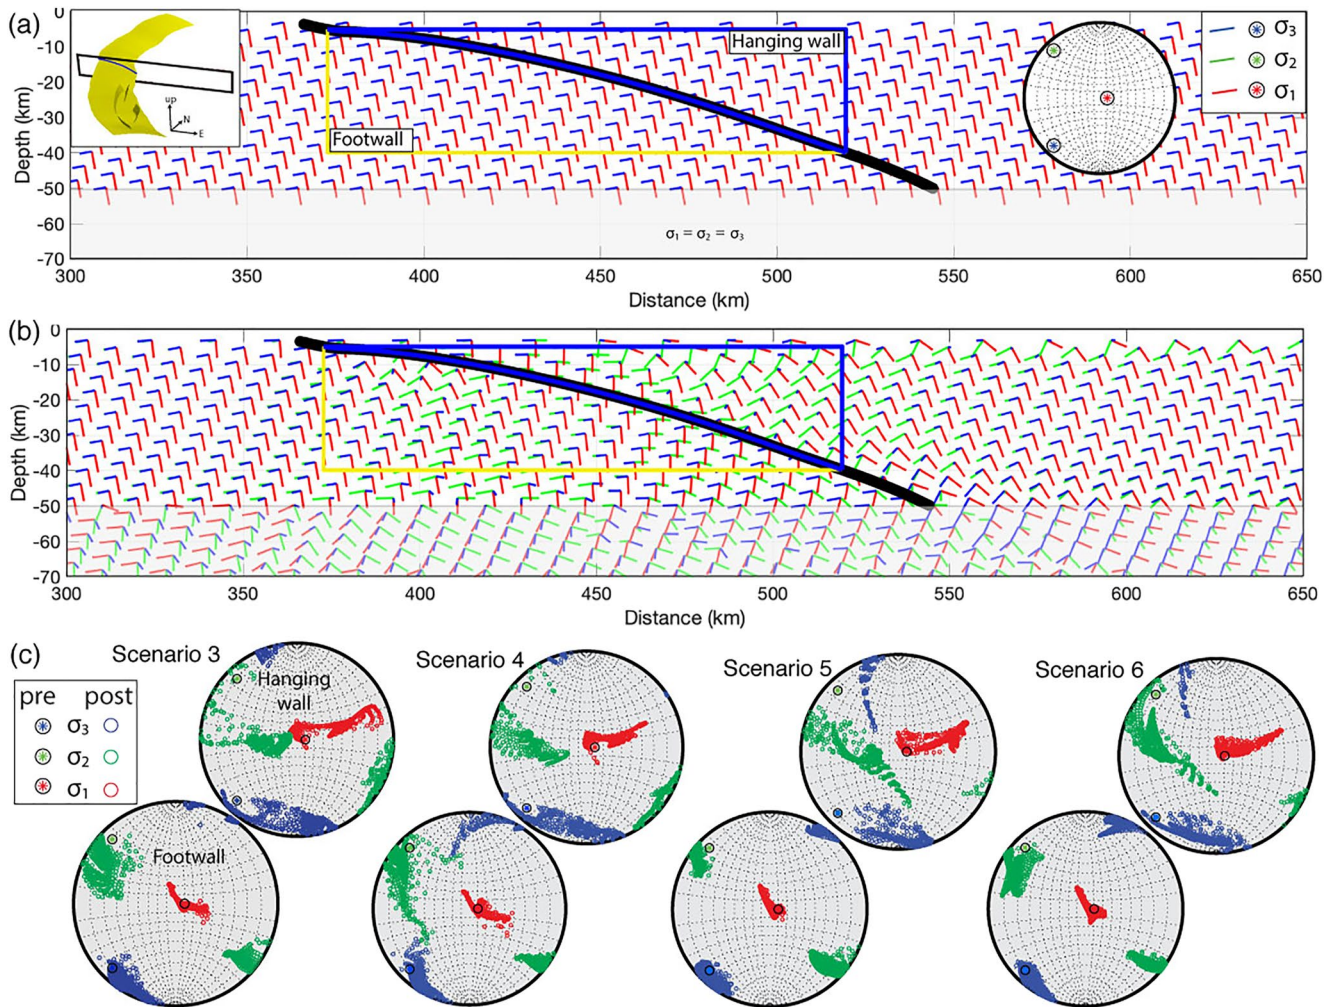 (a)
0
-10
-20
-30
-40
-50
-60
-70
Depth (km)
up
N
E
Hanging wall
Footwall
σ3
σ2
σ1
σ1 = σ2 = σ3
300 350 400 450 500 550 600 650
Distance (km)
(b)
0
-10
-20
-30
-40
-50
-60
-70
Depth (km)
300 350 400 450 500 550 600 650
Distance (km)
(c)
Scenario 3
Scenario 4
Scenario 5
Scenario 6
Hanging
wall
pre post
σ3
σ2
σ1
Footwall